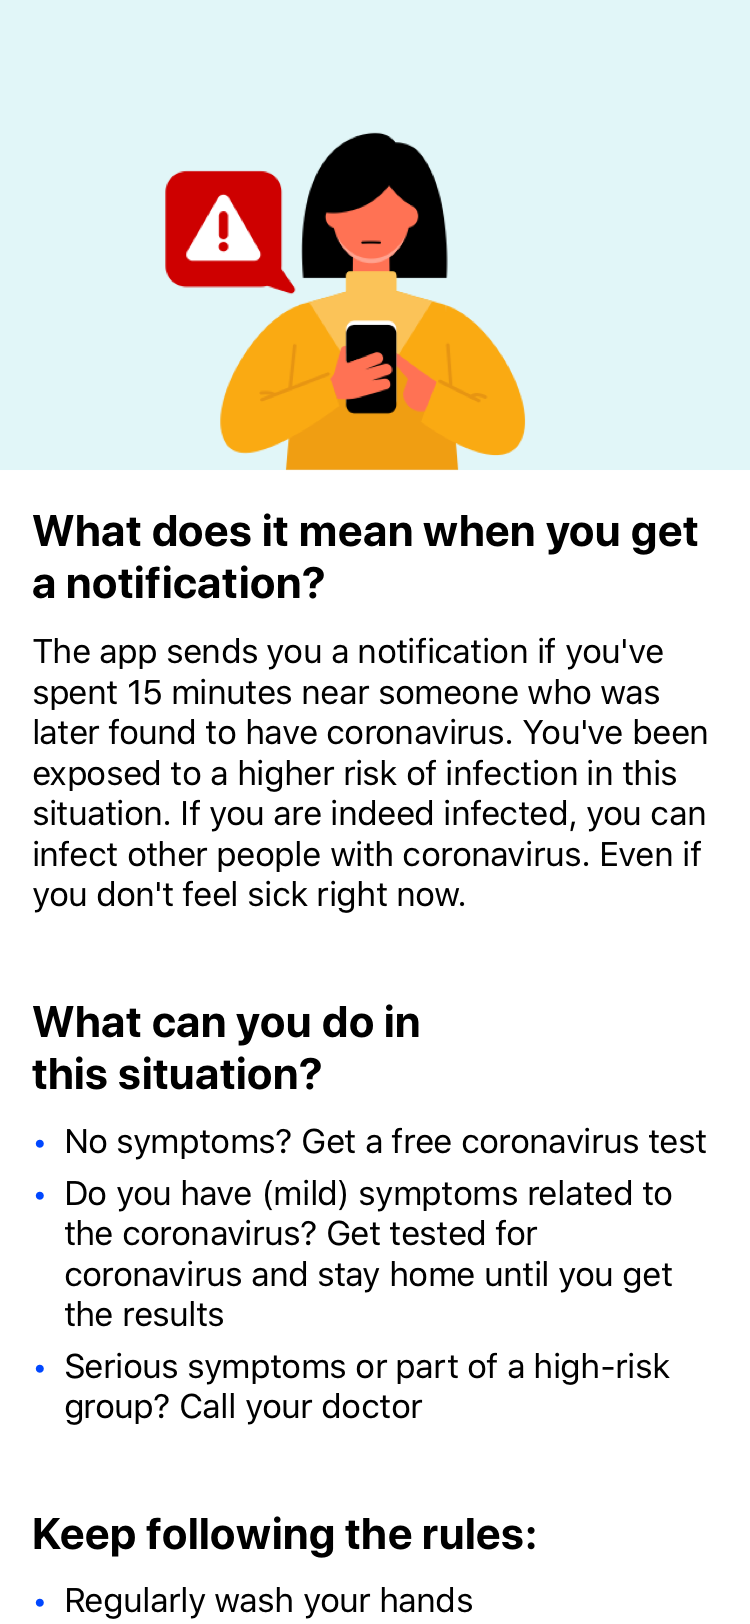 What does it mean when you get
a notification?
The app sends you a notification if you've
spent 15 minutes near someone who was
later found to have coronavirus. You've been
exposed to a higher risk of infection in this
situation. If you are indeed infected, you can
infect other people with coronavirus. Even if
you don't feel sick right now.
What can you do in
this situation?
• No symptoms? Get a free coronavirus test
• Do you have (mild) symptoms related to
the coronavirus? Get tested for
coronavirus and stay home until you get
the results
• Serious symptoms or part of a high-risk
group? Call your doctor
Keep following the rules:
• Regularly wash your hands